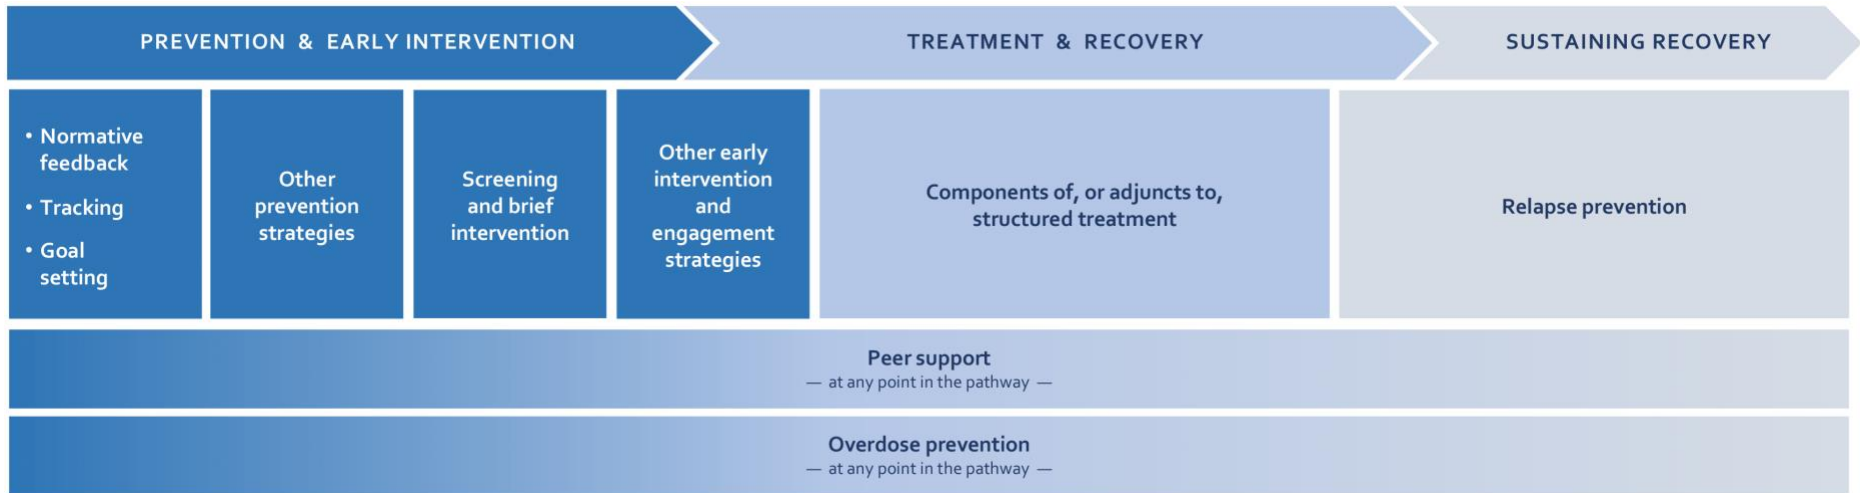 PREVENTION & EARLY INTERVENTION
TREATMENT & RECOVERY
SUSTAINING RECOVERY
• Normative
feedback
• Tracking
• Goal
setting
Other
prevention
strategies
Screening
and brief
intervention
Other early
intervention
and
engagement
strategies
Components of, or adjuncts to,
structured treatment
Relapse prevention
Peer support
— at any point in the pathway —
Overdose prevention
— at any point in the pathway —